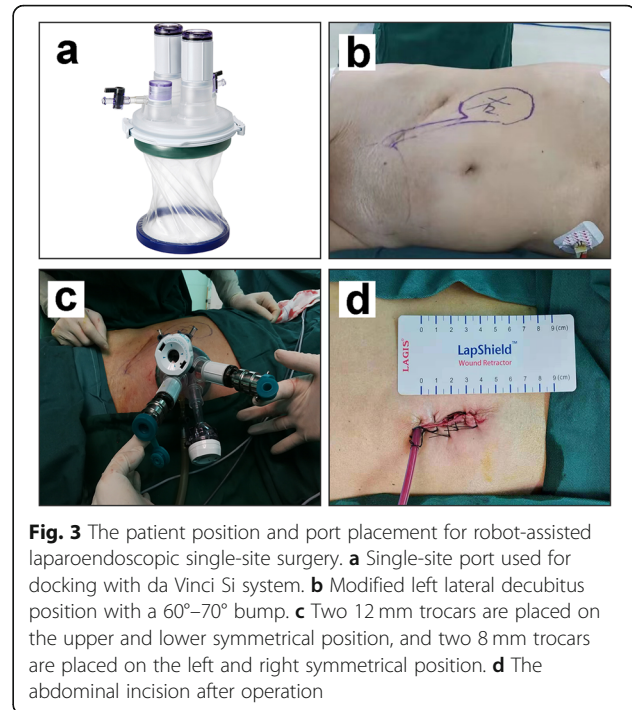 a
b
左
c
d
0 1 2 3 4 5 6 7 8 9(cm)
LAGIS™
LapShield™
Wound Retractor
0 1 2 3 4 5 6 7 8 9(cm)
Fig. 3 The patient position and port placement for robot-assisted
laparoendoscopic single-site surgery. a Single-site port used for
docking with da Vinci Si system. b Modified left lateral decubitus
position with a 60°–70° bump. c Two 12 mm trocars are placed on
the upper and lower symmetrical position, and two 8 mm trocars
are placed on the left and right symmetrical position. d The
abdominal incision after operation